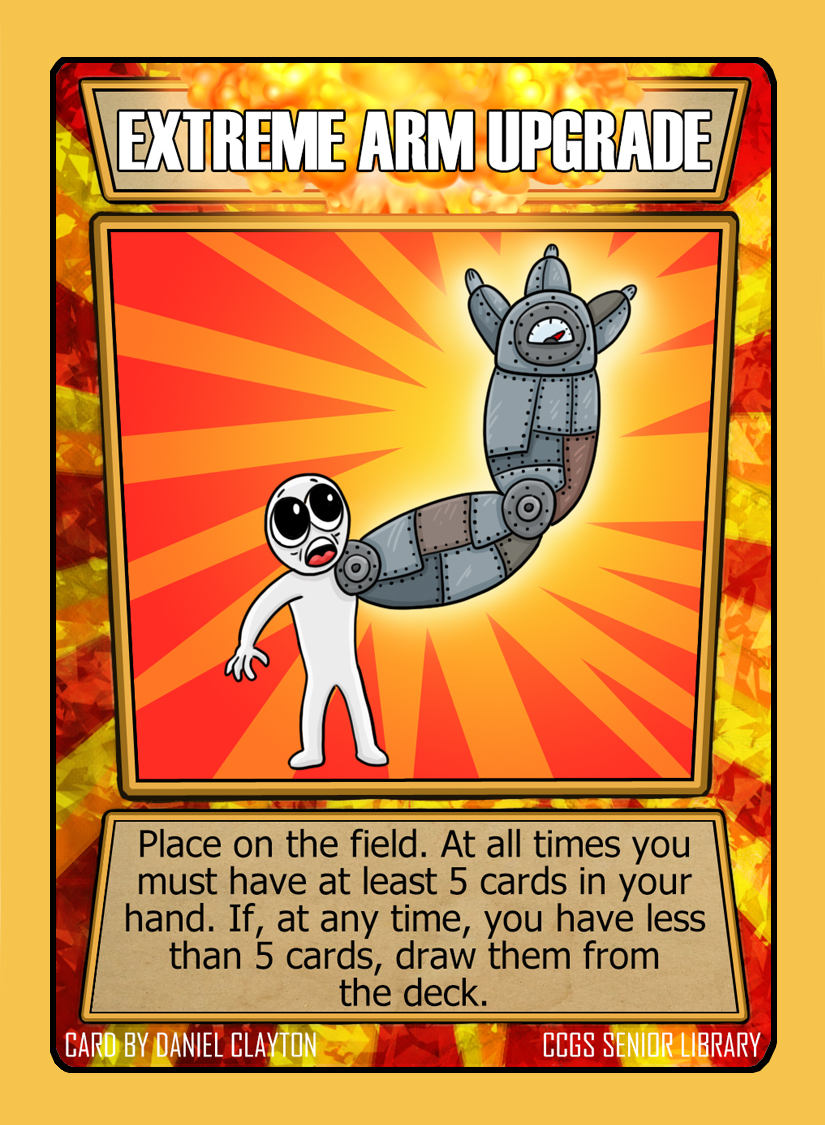 EXTREME ARM UPGRADE
Place on the field. At all times you
must have at least 5 cards in your
hand. If, at any time, you have less
than 5 cards, draw them from
the deck.
CARD BY DANIEL CLAYTON
CCGS SENIOR LIBRARY